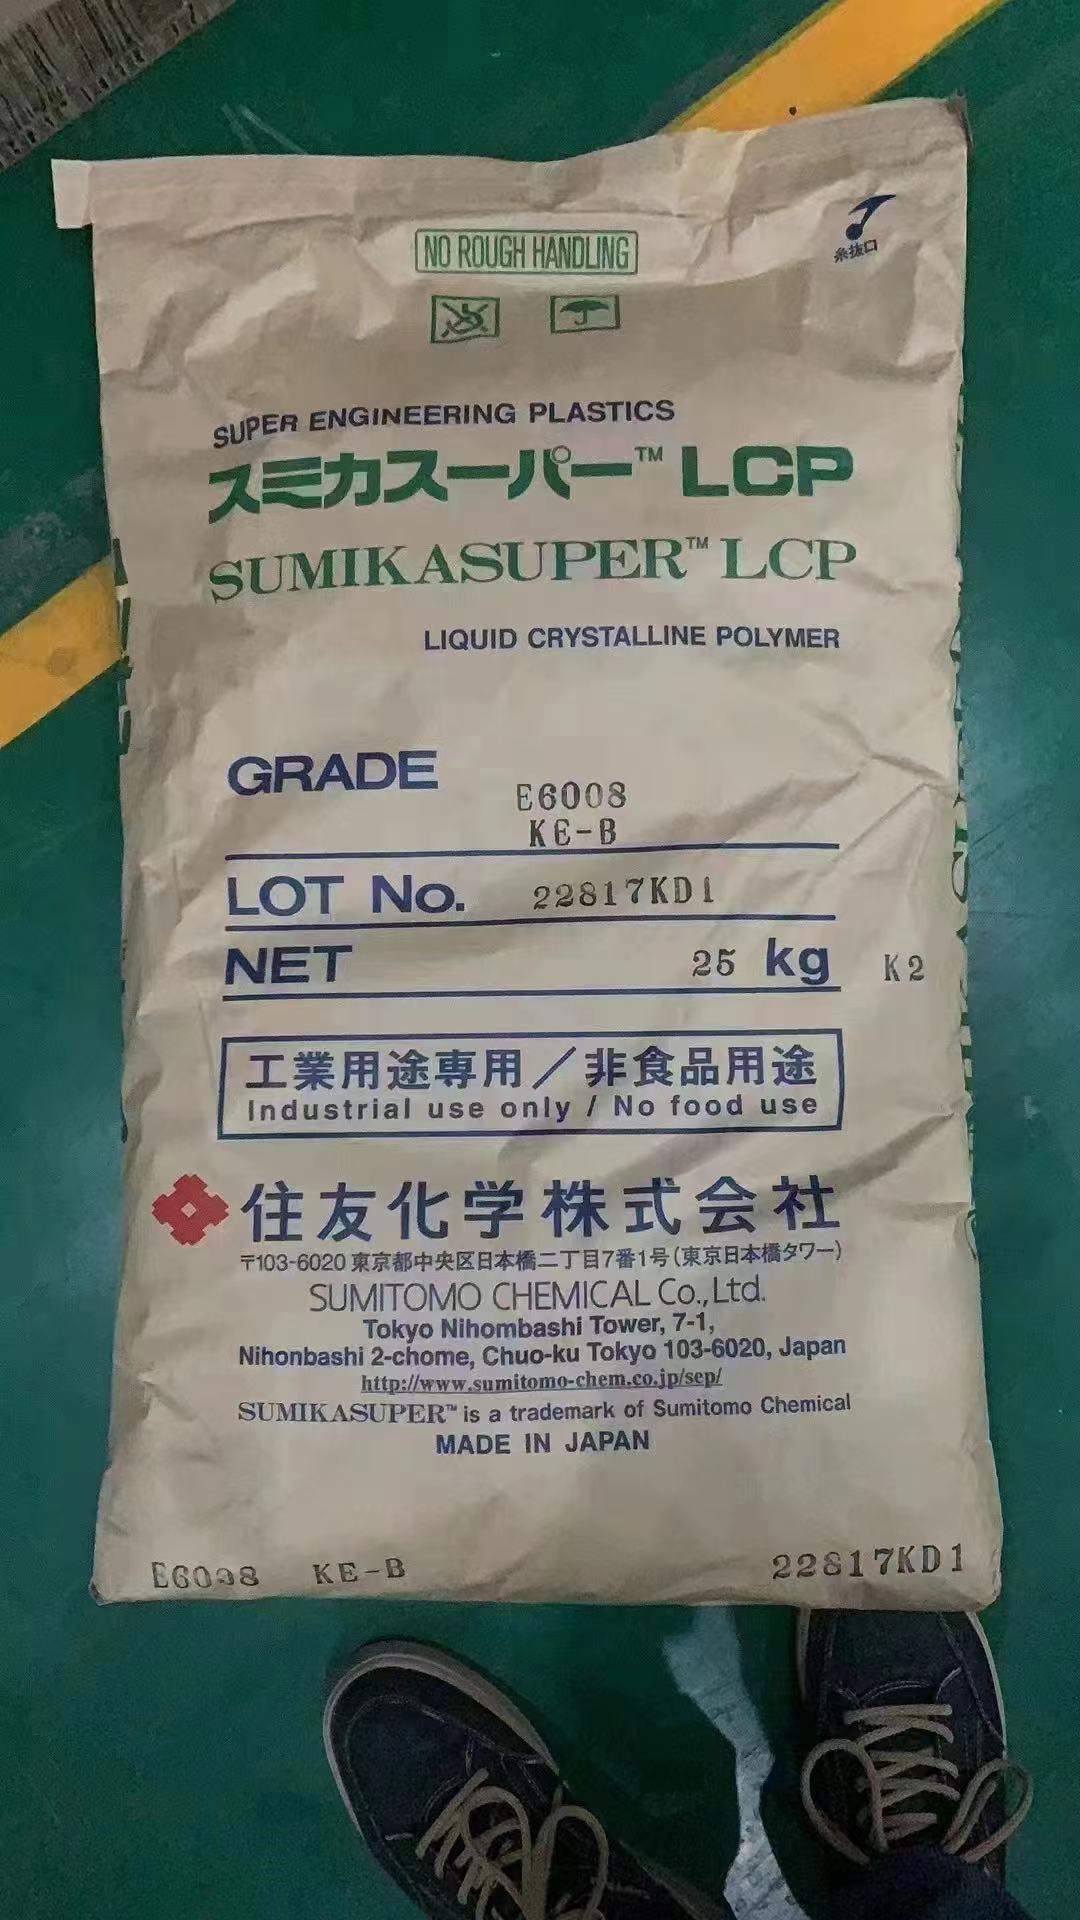 NO ROUGH HANDLING
糸抜口
SUPER ENGINEERING PLASTICS
スミカスーパー™ LCP
SUMIKASUPER™ LCP
LIQUID CRYSTALLINE POLYMER
GRADE E6008
KE-B
LOT No. 22817KD1
NET 25 kg K2
工業用途専用／非食品用途
Industrial use only / No food use
住友化学株式会社
〒103-6020 東京都中央区日本橋二丁目7番1号(東京日本橋タワー)
SUMITOMO CHEMICAL Co., Ltd.
Tokyo Nihombashi Tower, 7-1,
Nihonbashi 2-chome, Chuo-ku Tokyo 103-6020, Japan
http://www.sumitomo-chem.co.jp/sep/
SUMIKASUPER™ is a trademark of Sumitomo Chemical
MADE IN JAPAN
E6008 KE-B 22817KD1